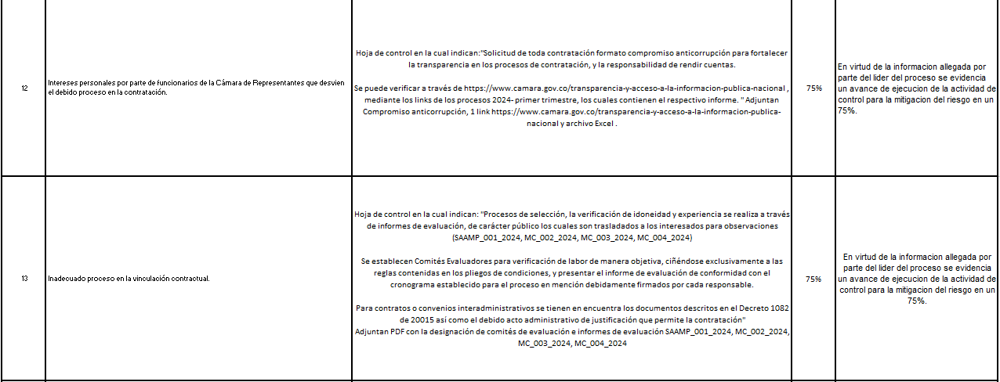 12
Intereses personales por parte de funcionarios de la Cámara de Representantes que desvien
el debido proceso en la contratación.
Hoja de control en la cual indican:"Solicitud de toda contratación formato compromiso anticorrupción para fortalecer
la transparencia en los procesos de contratación, y la responsabilidad de rendir cuentas.
Se puede verificar a través de https://www.camara.gov.co/transparencia-y-acceso-a-la-informacion-publica-nacional ,
mediante los links de los procesos 2024- primer trimestre, los cuales contienen el respectivo informe. " Adjuntan
Compromiso anticorrupción, 1 link https://www.camara.gov.co/transparencia-y-acceso-a-la-informacion-publica-
nacional y archivo Excel .
75%
En virtud de la informacion allegada por
parte del lider del proceso se evidencia
un avance de ejecucion de la actividad de
control para la mitigacion del riesgo en un
75%.
13
Inadecuado proceso en la vinculación contractual.
Hoja de control en la cual indican: "Procesos de selección, la verificación de idoneidad y experiencia se realiza a través
de informes de evaluación, de carácter público los cuales son trasladados a los interesados para observaciones
(SAAMP_001_2024, MC_002_2024, MC_003_2024, MC_004_2024)
Se establecen Comités Evaluadores para verificación de labor de manera objetiva, ciñéndose exclusivamente a las
reglas contenidas en los pliegos de condiciones, y presentar el informe de evaluación de conformidad con el
cronograma establecido para el proceso en mención debidamente firmados por cada responsable.
Para contratos o convenios interadministrativos se tienen en encuentra los documentos descritos en el Decreto 1082
de 20015 así como el debido acto administrativo de justificación que permite la contratación"
Adjuntan PDF con la designación de comités de evaluación e informes de evaluación SAAMP_001_2024, MC_002_2024,
MC_003_2024, MC_004_2024
75%
En virtud de la informacion allegada por
parte del lider del proceso se evidencia
un avance de ejecucion de la actividad de
control para la mitigacion del riesgo en un
75%.